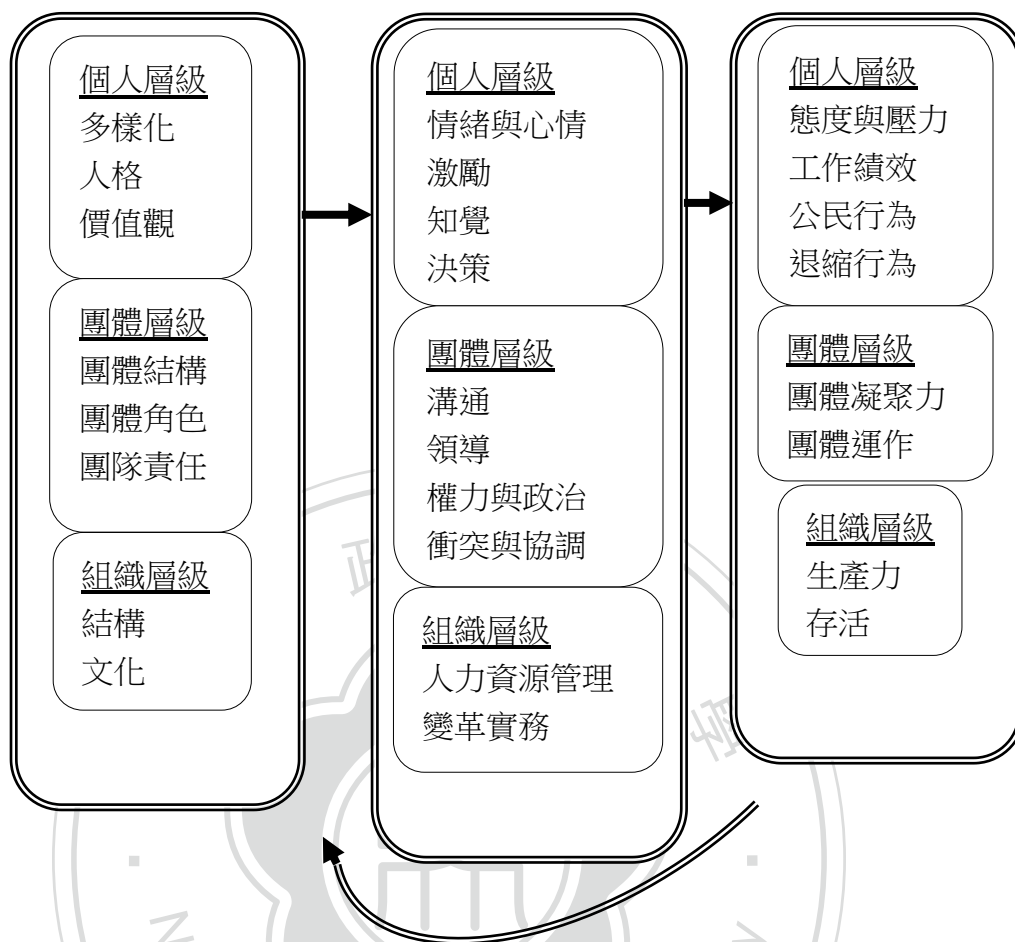 個人層級
多樣化
人格
價值觀
團體層級
團體結構
團體角色
團隊責任
組織層級
結構
文化
個人層級
情緒與心情
激勵
知覺
決策
團體層級
溝通
領導
權力與政治
衝突與協調
組織層級
人力資源管理
變革實務
個人層級
態度與壓力
工作績效
公民行為
退縮行為
團體層級
團體凝聚力
團體運作
組織層級
生產力
存活
學